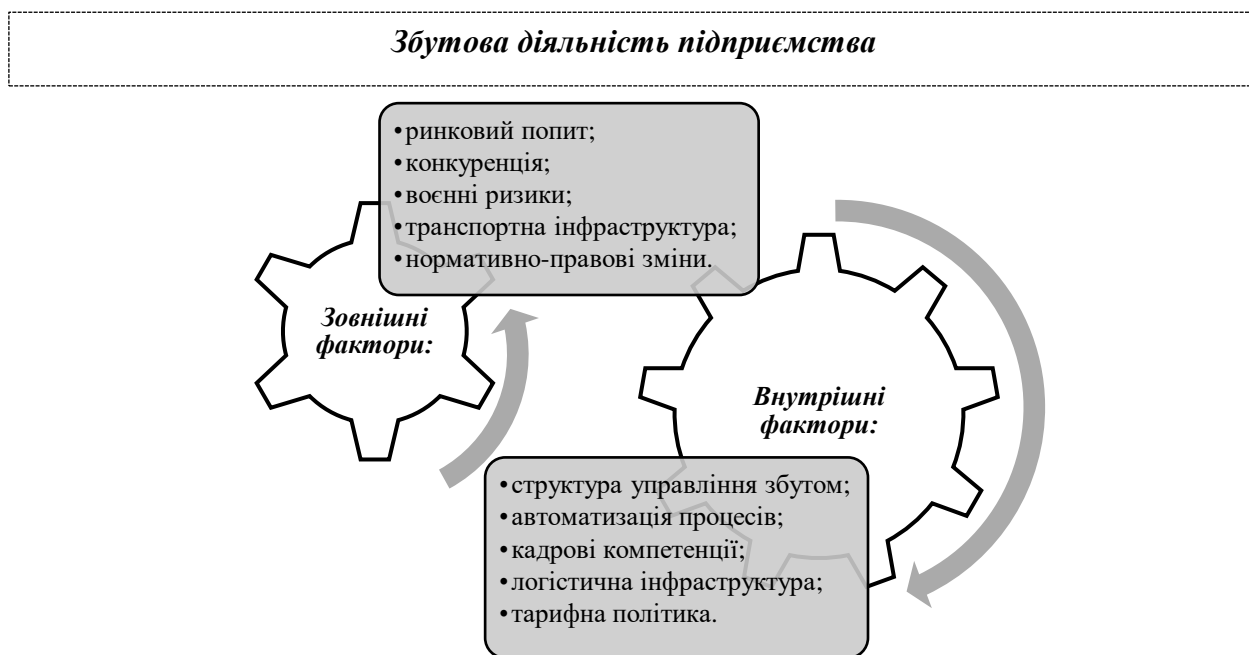 Збутова діяльність підприємства
•ринковий попит;
•конкуренція;
•воєнні ризики;
•транспортна інфраструктура;
•нормативно-правові зміни.
Зовнішні
фактори:
Внутрішні
фактори:
•структура управління збутом;
•автоматизація процесів;
•кадрові компетенції;
•логістична інфраструктура;
•тарифна політика.